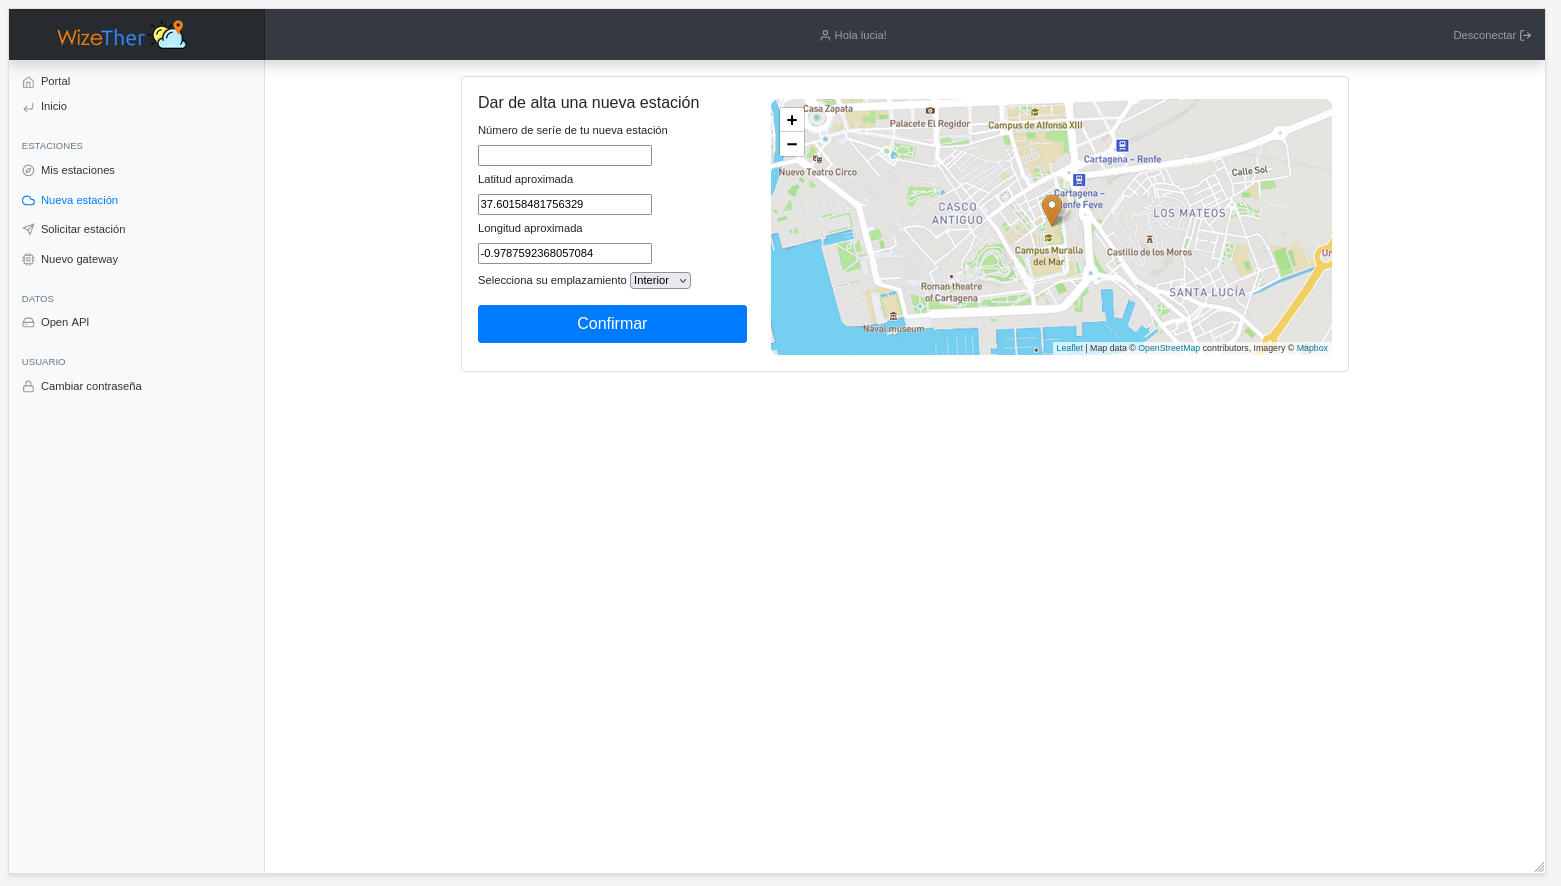 WizeTher
Hola lucia!
Desconectar
Portal
Inicio
ESTACIONES
Mis estaciones
Nueva estación
Solicitar estación
Nuevo gateway
DATOS
Open API
USUARIO
Cambiar contraseña
Dar de alta una nueva estación
Número de seríe de tu nueva estación
Latitud aproximada
37.60158481756329
Longitud aproximada
-0.9787592368057084
Selecciona su emplazamiento Interior
Confirmar
+
−
Casa Zapata
Palacete El Regidor
Campus de Alfonso XIII
Cartagena – Renfe
Nuevo Teatro Circo
Calle Sol
Cartagena –
enfe Feve
CASCO
ANTIGUO
LOS MATEOS
Campus Muralla
del Mar
Castillo de los Moros
Ur
Roman theatre
of Cartagena
SANTA LUCÍA
Naval museum
Leaflet | Map data © OpenStreetMap contributors, Imagery © Mapbox